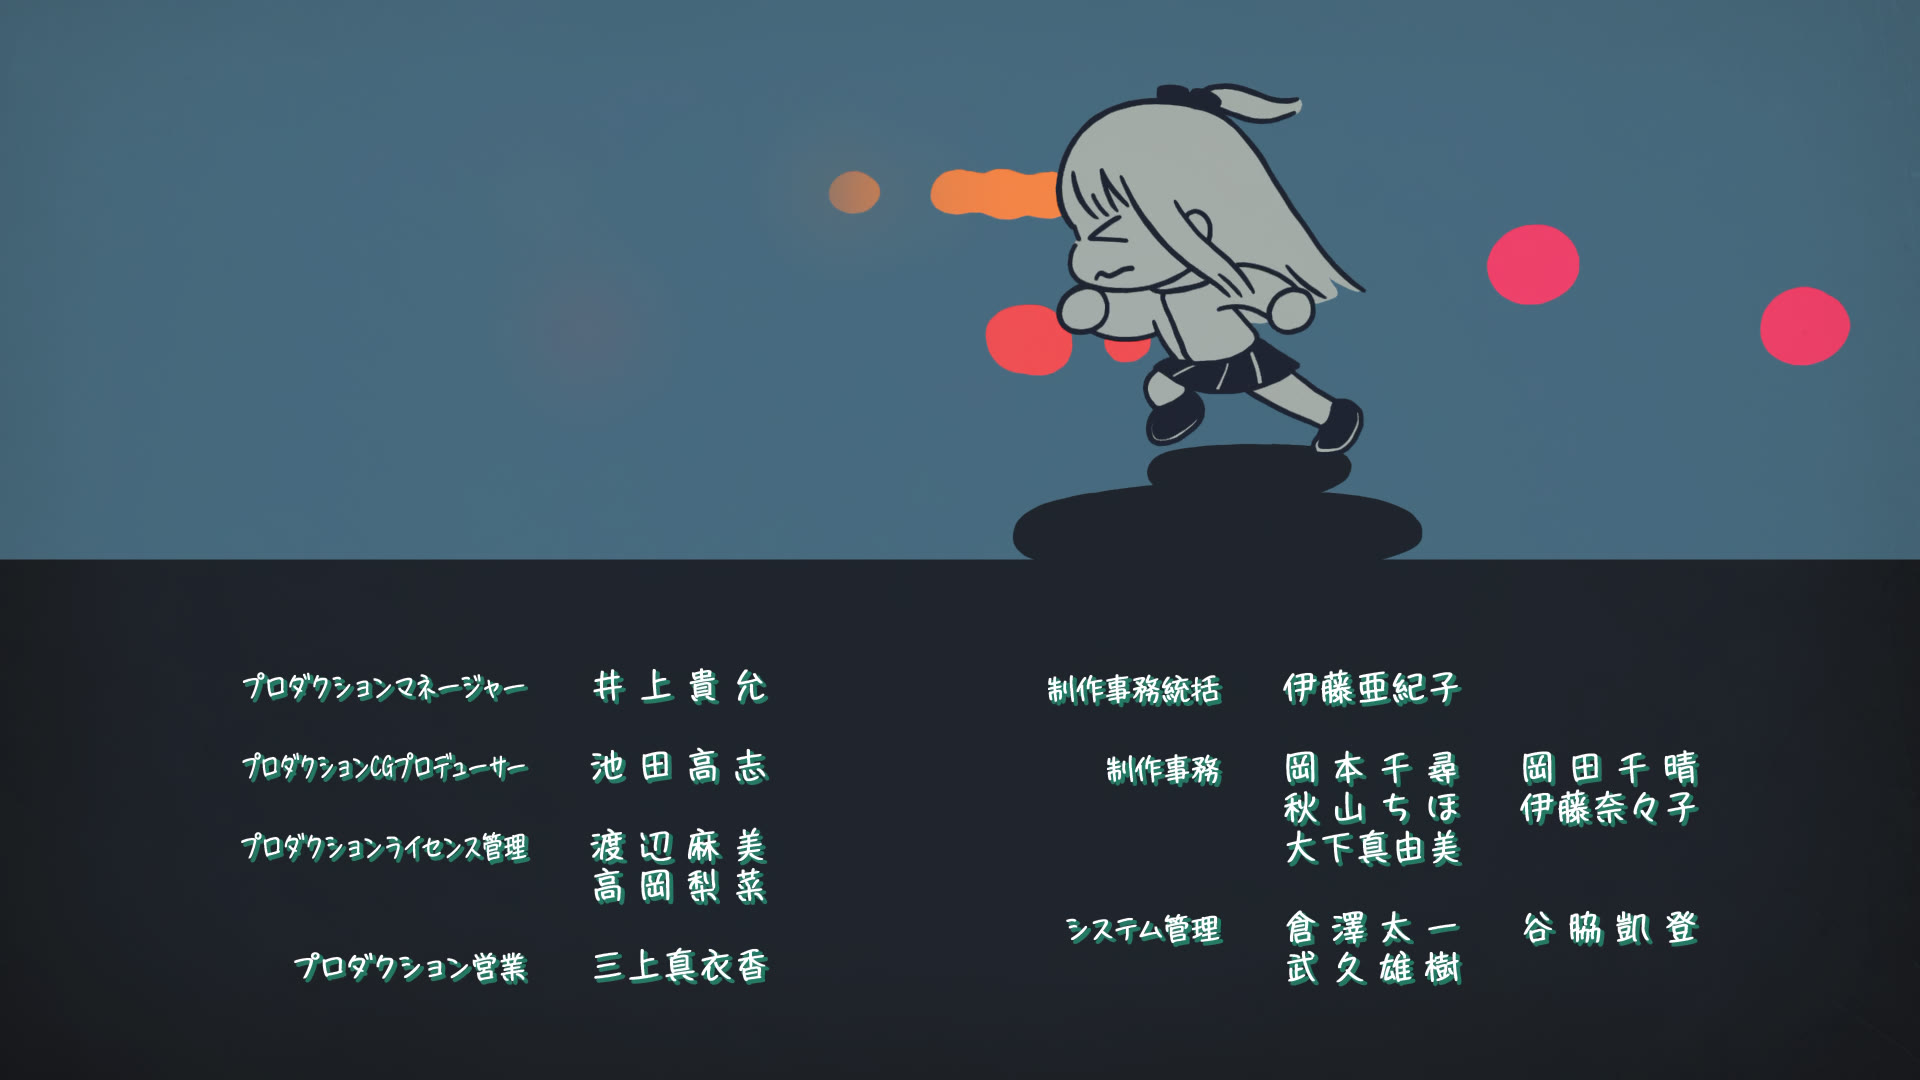 プロダクションマネージャー 井上貴允
プロダクションCGプロデューサー 池田高志
プロダクションライセンス管理 渡辺麻美
高岡梨菜
プロダクション営業 三上真衣香
制作事務統括 伊藤亜紀子
制作事務 岡本千尋 岡田千晴
秋山ちほ 伊藤奈々子
大下真由美
システム管理 倉澤太一 谷脇凱登
武久雄樹